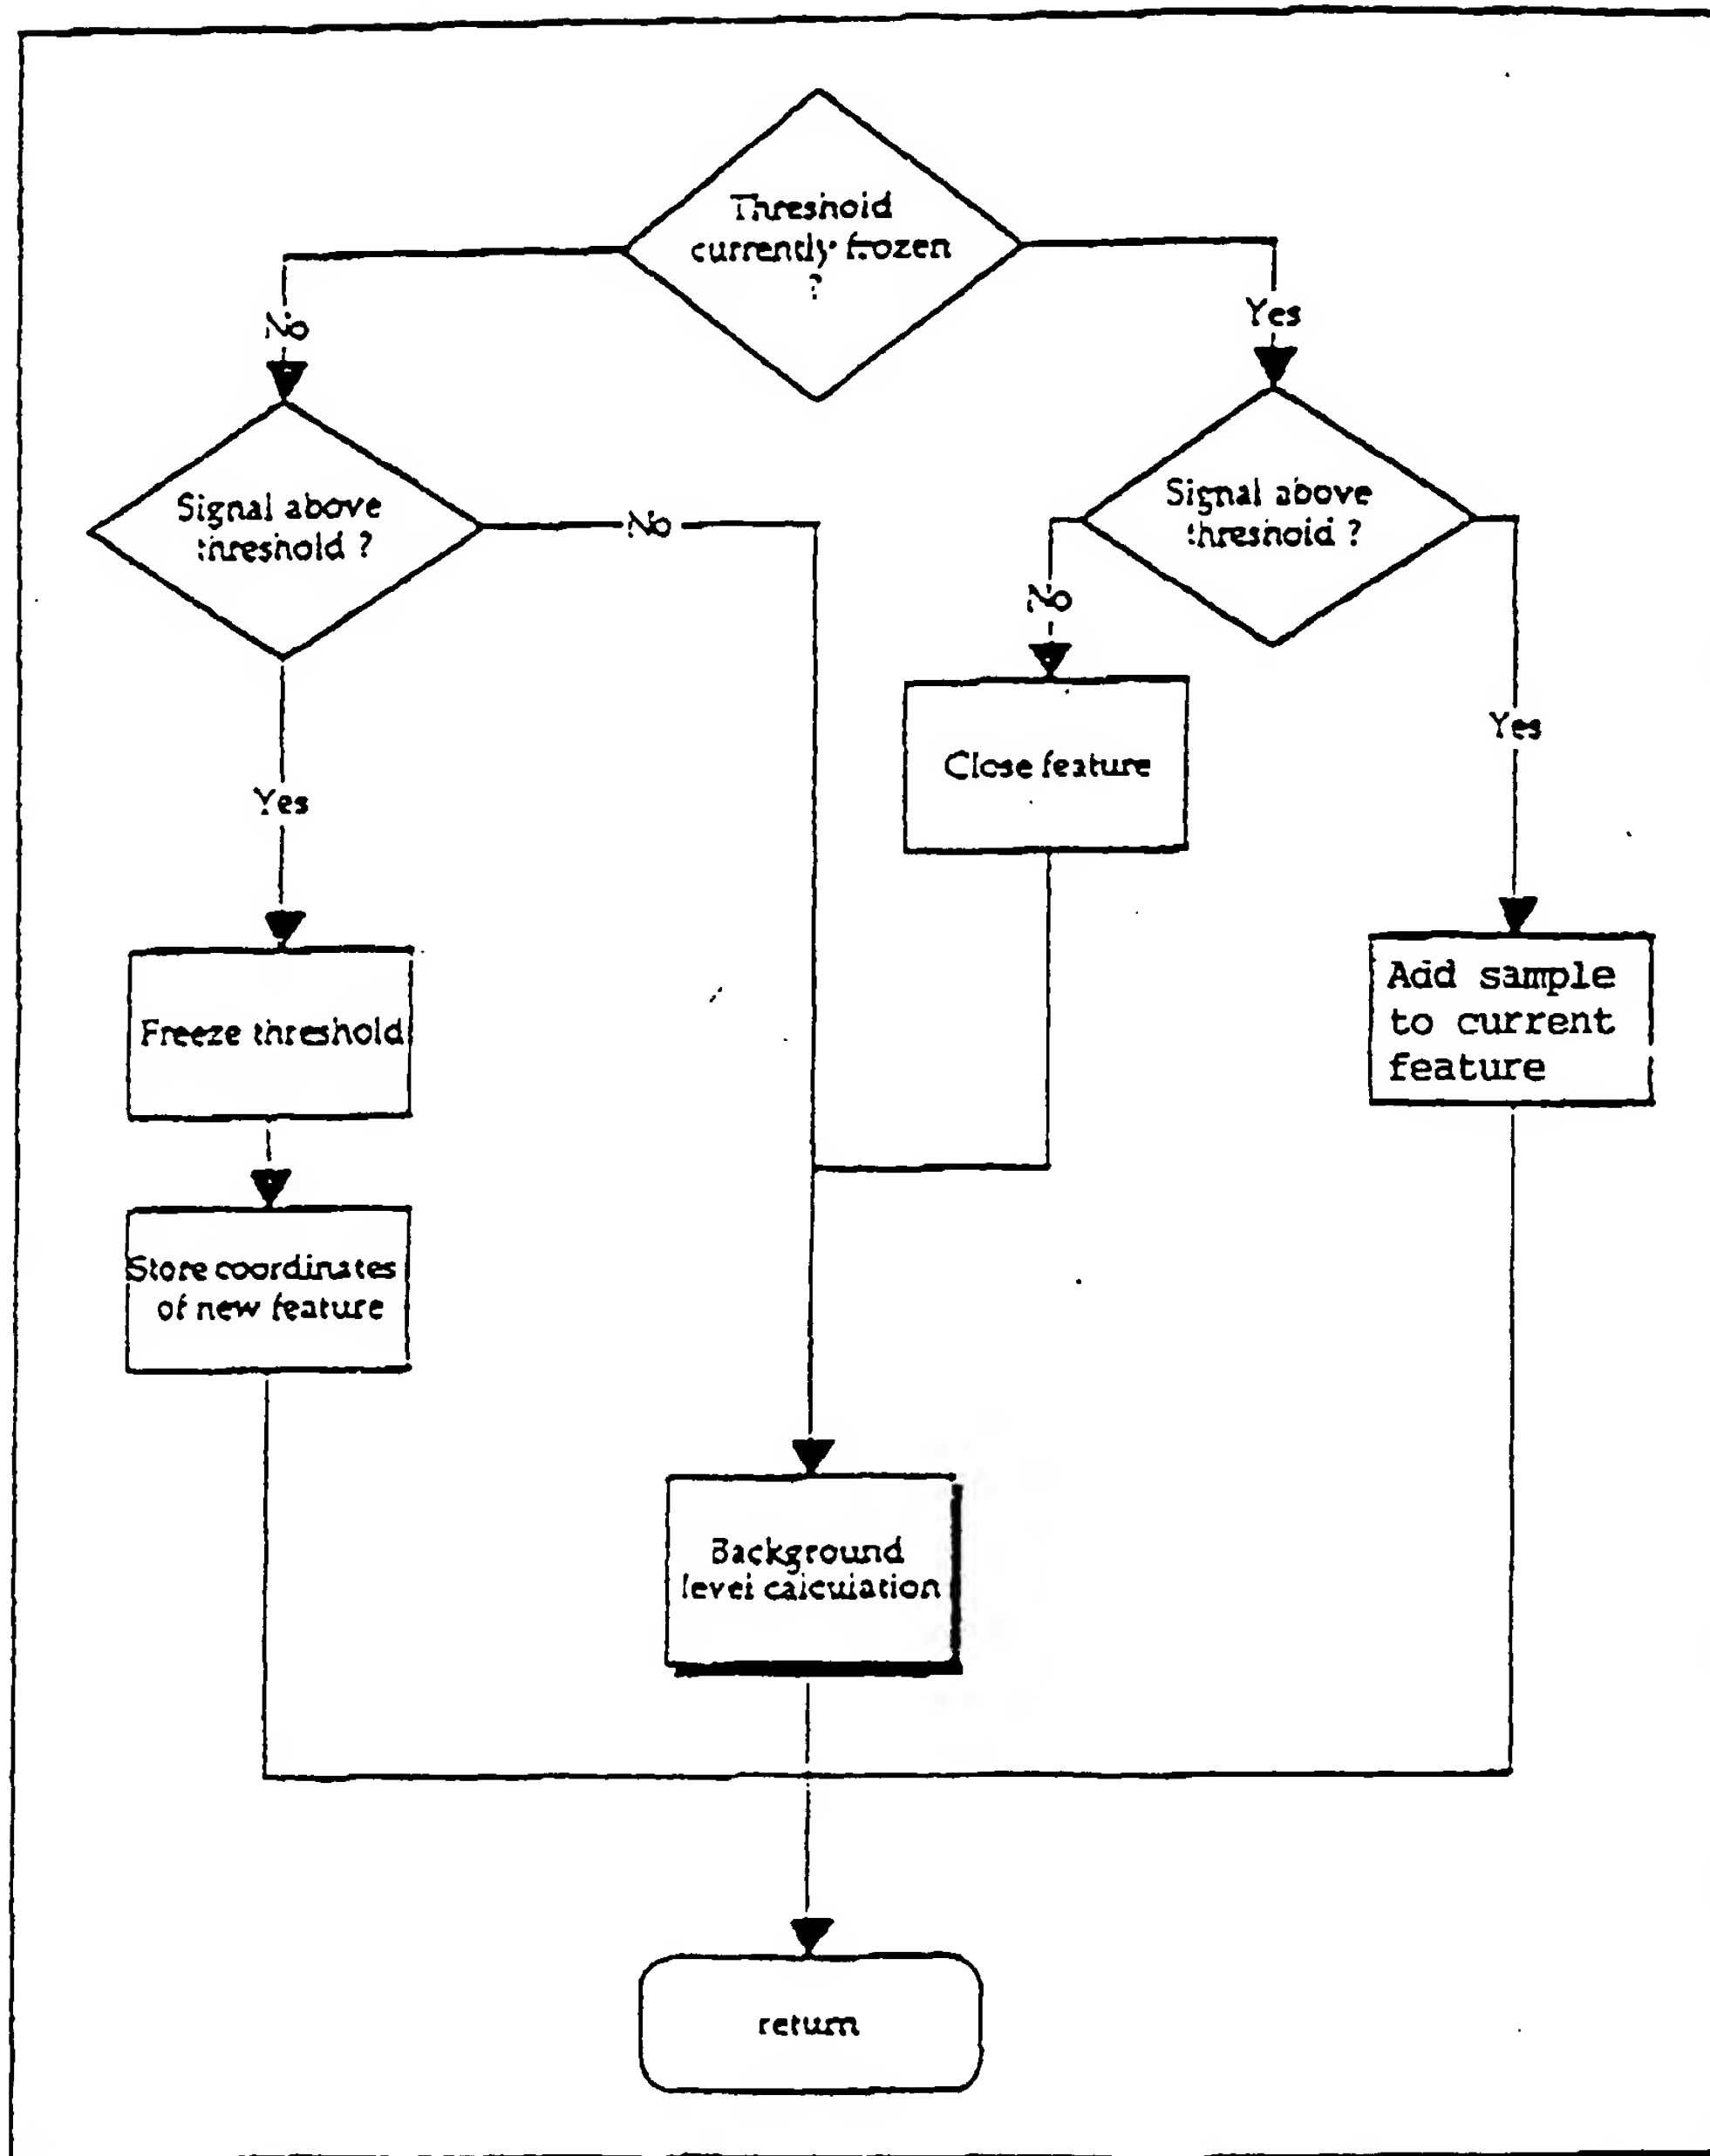 Threshold
currently frozen
?
No
Yes
Signal above
threshold ?
No
Signal above
threshold ?
No
Yes
Close feature
Yes
Freeze threshold
Add sample
to current
feature
Store coordinates
of new feature
Background
level calculation
return